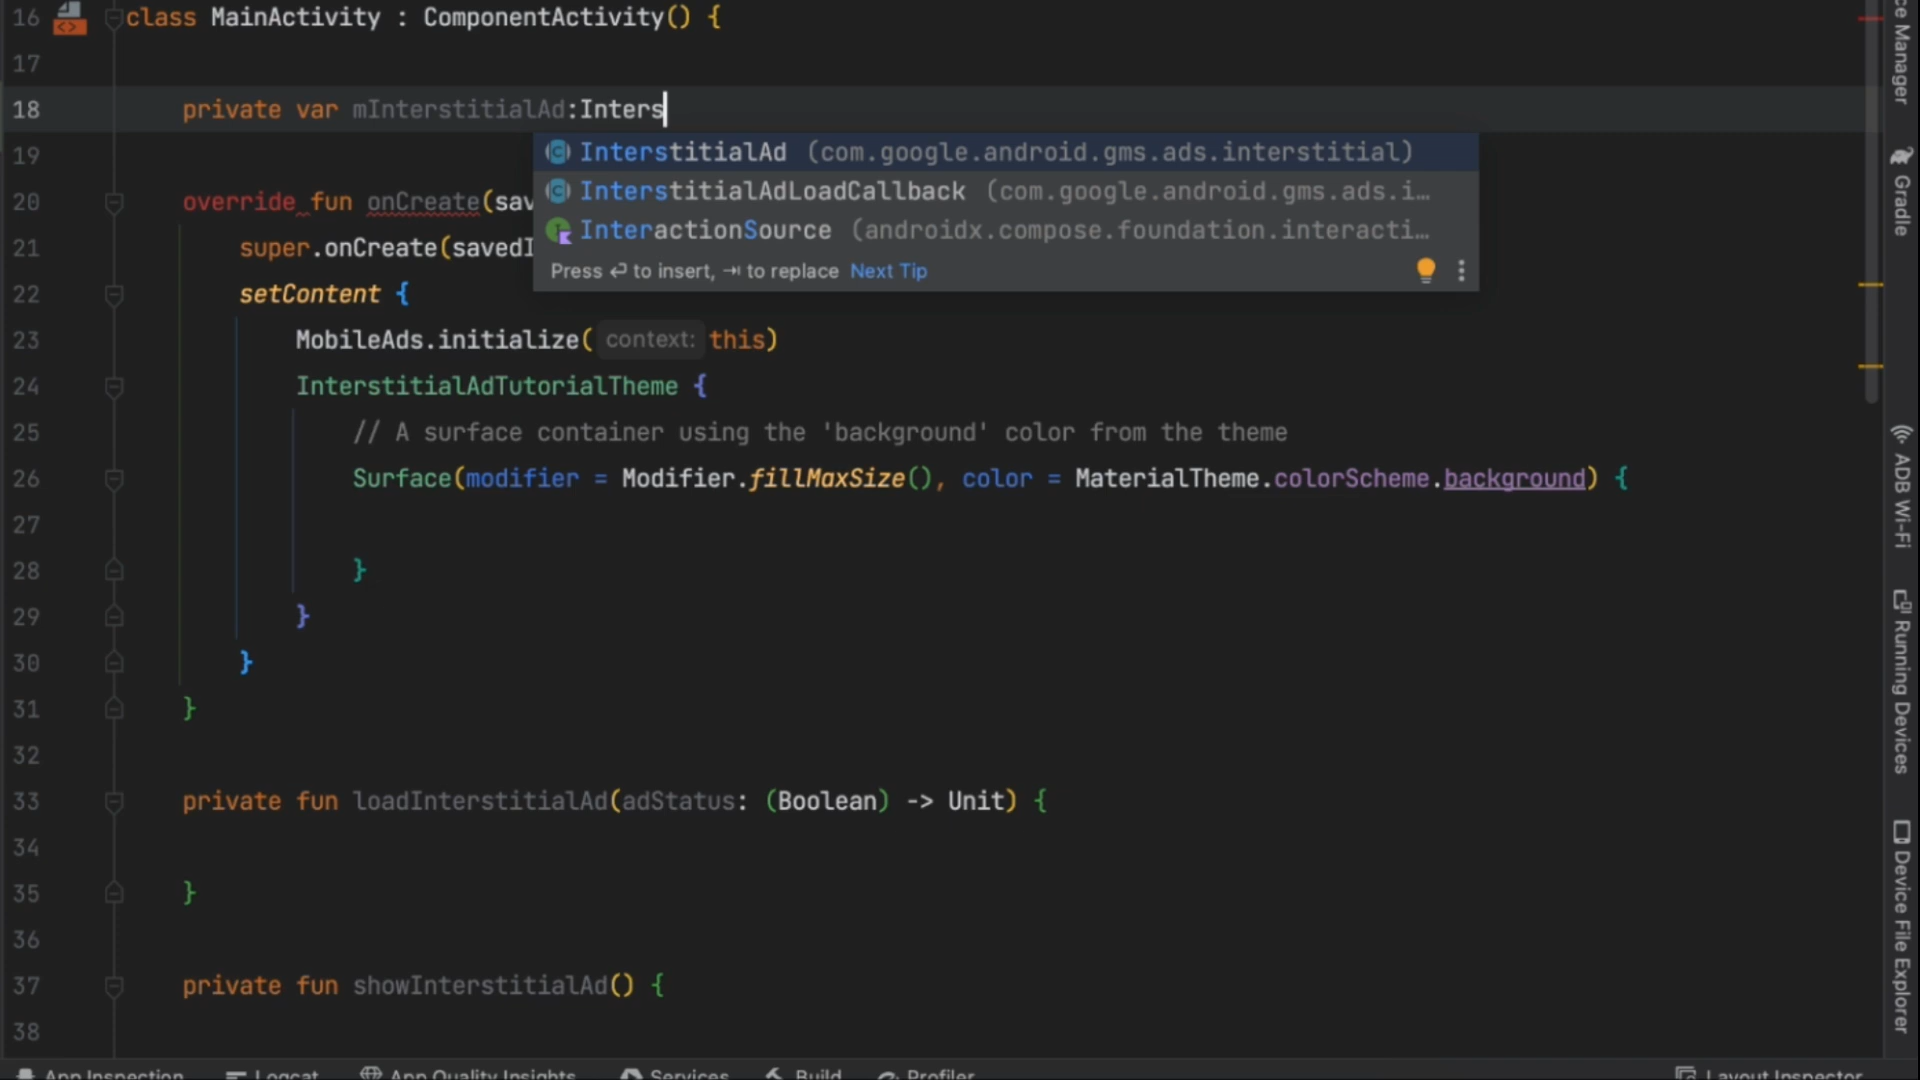 16 class MainActivity : ComponentActivity() {
17
18 private var mInterstitialAd:Inters
InterstitialAd (com.google.android.gms.ads.interstitial)
19
InterstitialAdLoadCallback (com.google.android.gms.ads.i…
20 override fun onCreate(sav
InteractionSource (androidx.compose.foundation.interacti…
21 super.onCreate(savedI
Press ↵ to insert, ⇥ to replace Next Tip
22 setContent {
23 MobileAds.initialize( context: this)
24 InterstitialAdTutorialTheme {
25 // A surface container using the 'background' color from the theme
26 Surface(modifier = Modifier.fillMaxSize(), color = MaterialTheme.colorScheme.background) {
27
28 }
29 }
30 }
31 }
32
33 private fun loadInterstitialAd(adStatus: (Boolean) -> Unit) {
34
35 }
36
37 private fun showInterstitialAd() {
38
App Inspection Logcat App Quality Insights Services Build Profiler Layout Inspector
ce Manager
Gradle
ADB Wi-Fi
Running Devices
Device File Explorer